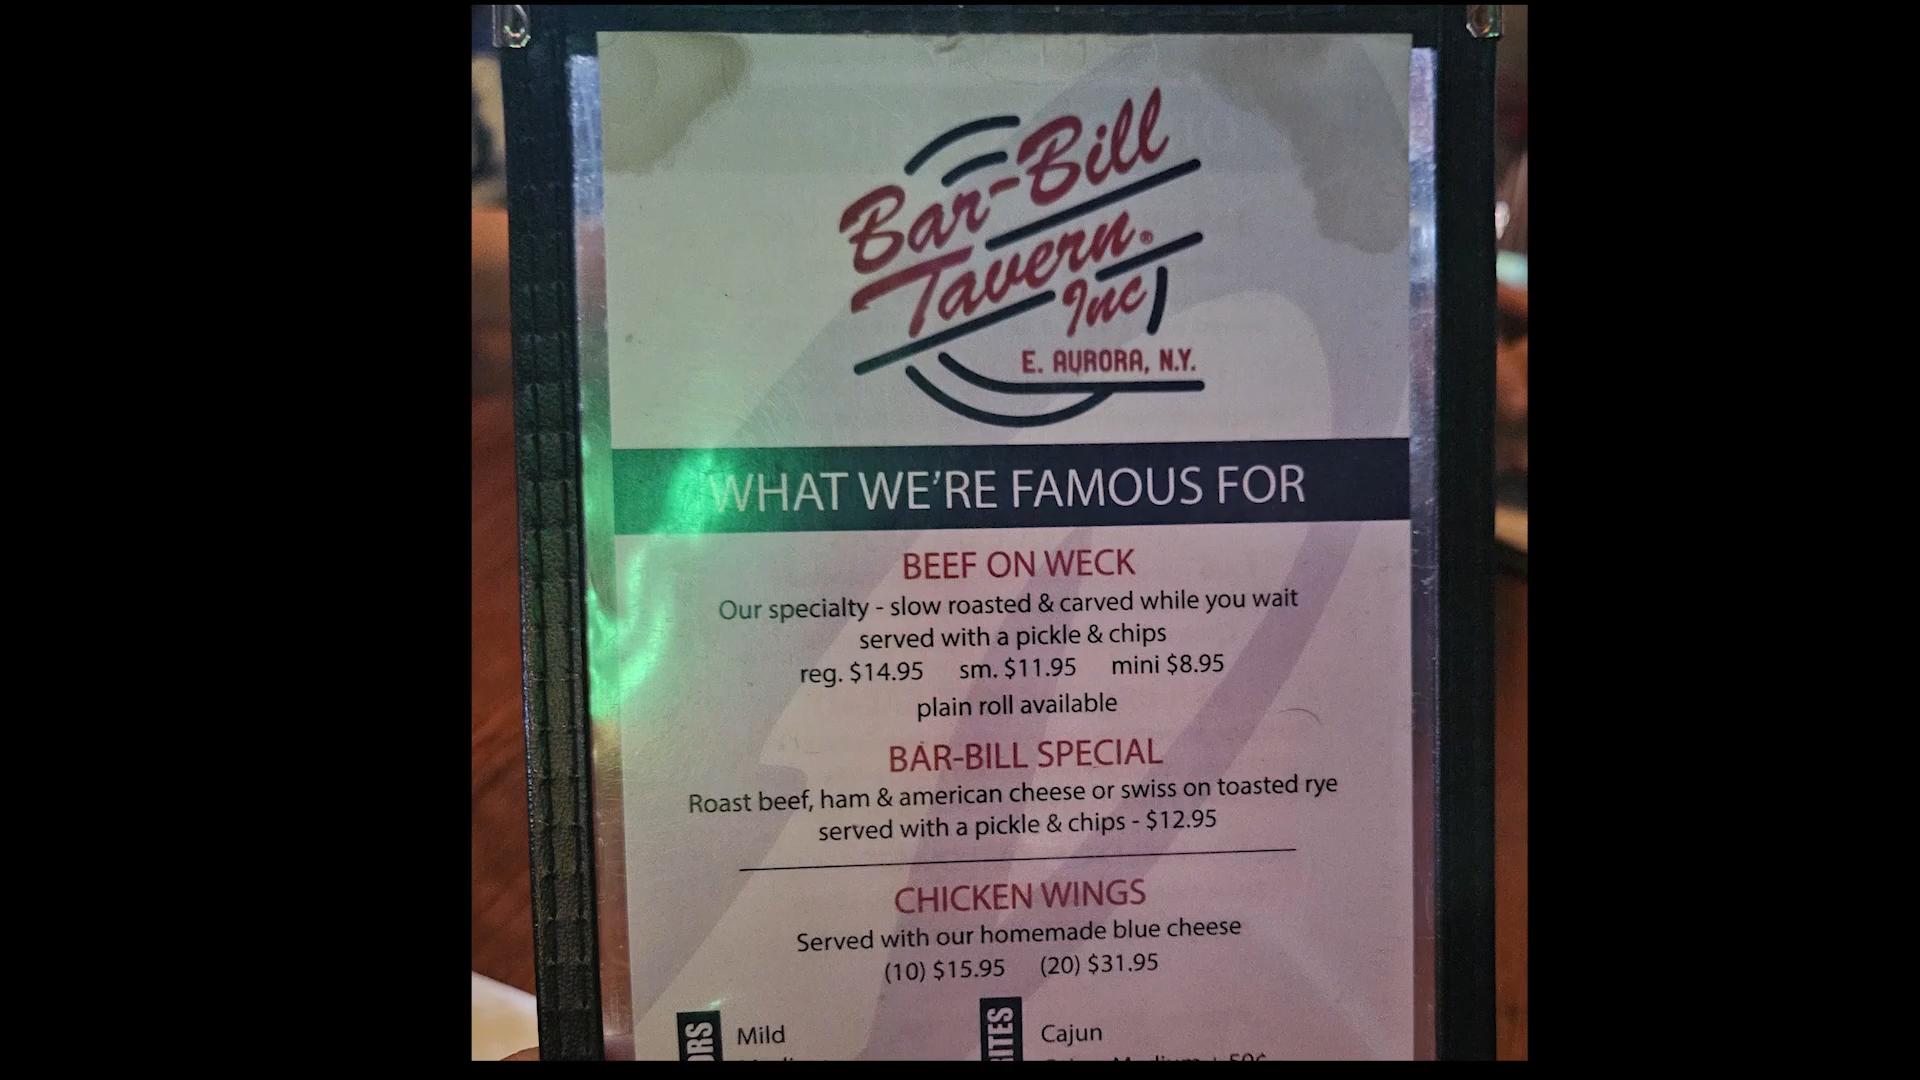 Bar-Bill
Tavern®
Inc
E. AURORA, N.Y.
WHAT WE'RE FAMOUS FOR
BEEF ON WECK
Our specialty - slow roasted & carved while you wait
served with a pickle & chips
reg. $14.95 sm. $11.95 mini $8.95
plain roll available
BAR-BILL SPECIAL
Roast beef, ham & american cheese or swiss on toasted rye
served with a pickle & chips - $12.95
CHICKEN WINGS
Served with our homemade blue cheese
(10) $15.95 (20) $31.95
Mild
Cajun